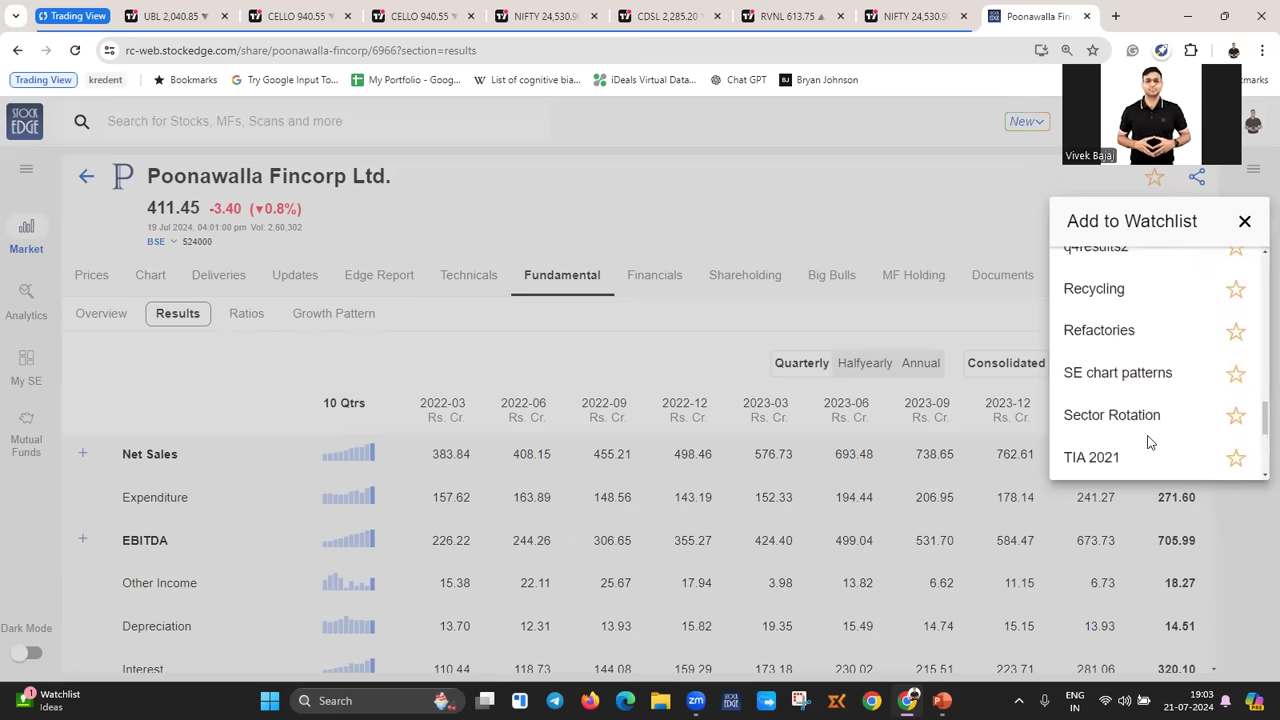 Trading View
UBL 2,040.85 ▼
CELLO 940.55 ▼
CELLO 940.55 ▼
NIFTY 24,530.90
CDSL 2,285.20 ▼
RVNL 613.65 ▲
NIFTY 24,530.90
Poonawalla Fin
rc-web.stockedge.com/share/poonawalla-fincorp/6966?section=results
Trading View
kredent
Bookmarks
Try Google Input To...
My Portfolio - Goog...
List of cognitive bia...
iDeals Virtual Data...
Chat GPT
Bryan Johnson
STOCK
EDGE
Search for Stocks, MFs, Scans and more
New
Vivek Bajaj
Market
Analytics
My SE
Mutual
Funds
Dark Mode
Poonawalla Fincorp Ltd.
411.45 -3.40 (▼0.8%)
19 Jul 2024, 04:01:00 pm Vol: 2,60,302
BSE 524000
Prices Chart Deliveries Updates Edge Report Technicals Fundamental Financials Shareholding Big Bulls MF Holding Documents
Overview Results Ratios Growth Pattern
Quarterly Halfyearly Annual Consolidated
10 Qtrs 2022-03 2022-06 2022-09 2022-12 2023-03 2023-06 2023-09 2023-12
Rs. Cr. Rs. Cr. Rs. Cr. Rs. Cr. Rs. Cr. Rs. Cr. Rs. Cr. Rs. Cr.
+ Net Sales 383.84 408.15 455.21 498.46 576.73 693.48 738.65 762.61
Expenditure 157.62 163.89 148.56 143.19 152.33 194.44 206.95 178.14 241.27 271.60
+ EBITDA 226.22 244.26 306.65 355.27 424.40 499.04 531.70 584.47 673.73 705.99
Other Income 15.38 22.11 25.67 17.94 3.98 13.82 6.62 11.15 6.73 18.27
Depreciation 13.70 12.31 13.93 15.82 19.35 15.49 14.74 15.15 13.93 14.51
Interest 110.44 118.73 144.08 159.29 173.18 230.02 215.51 223.71 281.06 320.10
Add to Watchlist
q4results2
Recycling
Refactories
SE chart patterns
Sector Rotation
TIA 2021
1
Watchlist
Ideas
Search
ENG
IN
19:03
21-07-2024